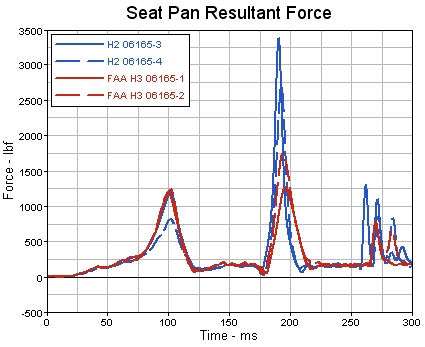 Seat Pan Resultant Force
3500
3000
2500
2000
1500
1000
500
0
-500
Force - lbf
H2 06165-3
H2 06165-4
FAA H3 06165-1
FAA H3 06165-2
0 50 100 150 200 250 300
Time - ms